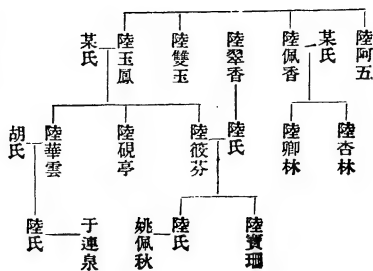 陸阿五
某氏
陸佩香
陸翠香
陸雙玉
陸玉鳳
某氏
陸杏林
陸卿林
陸氏
陸筱芬
陸硯亭
陸華雲
胡氏
陸寶珊
陸氏
姚佩秋
于連泉
陸氏